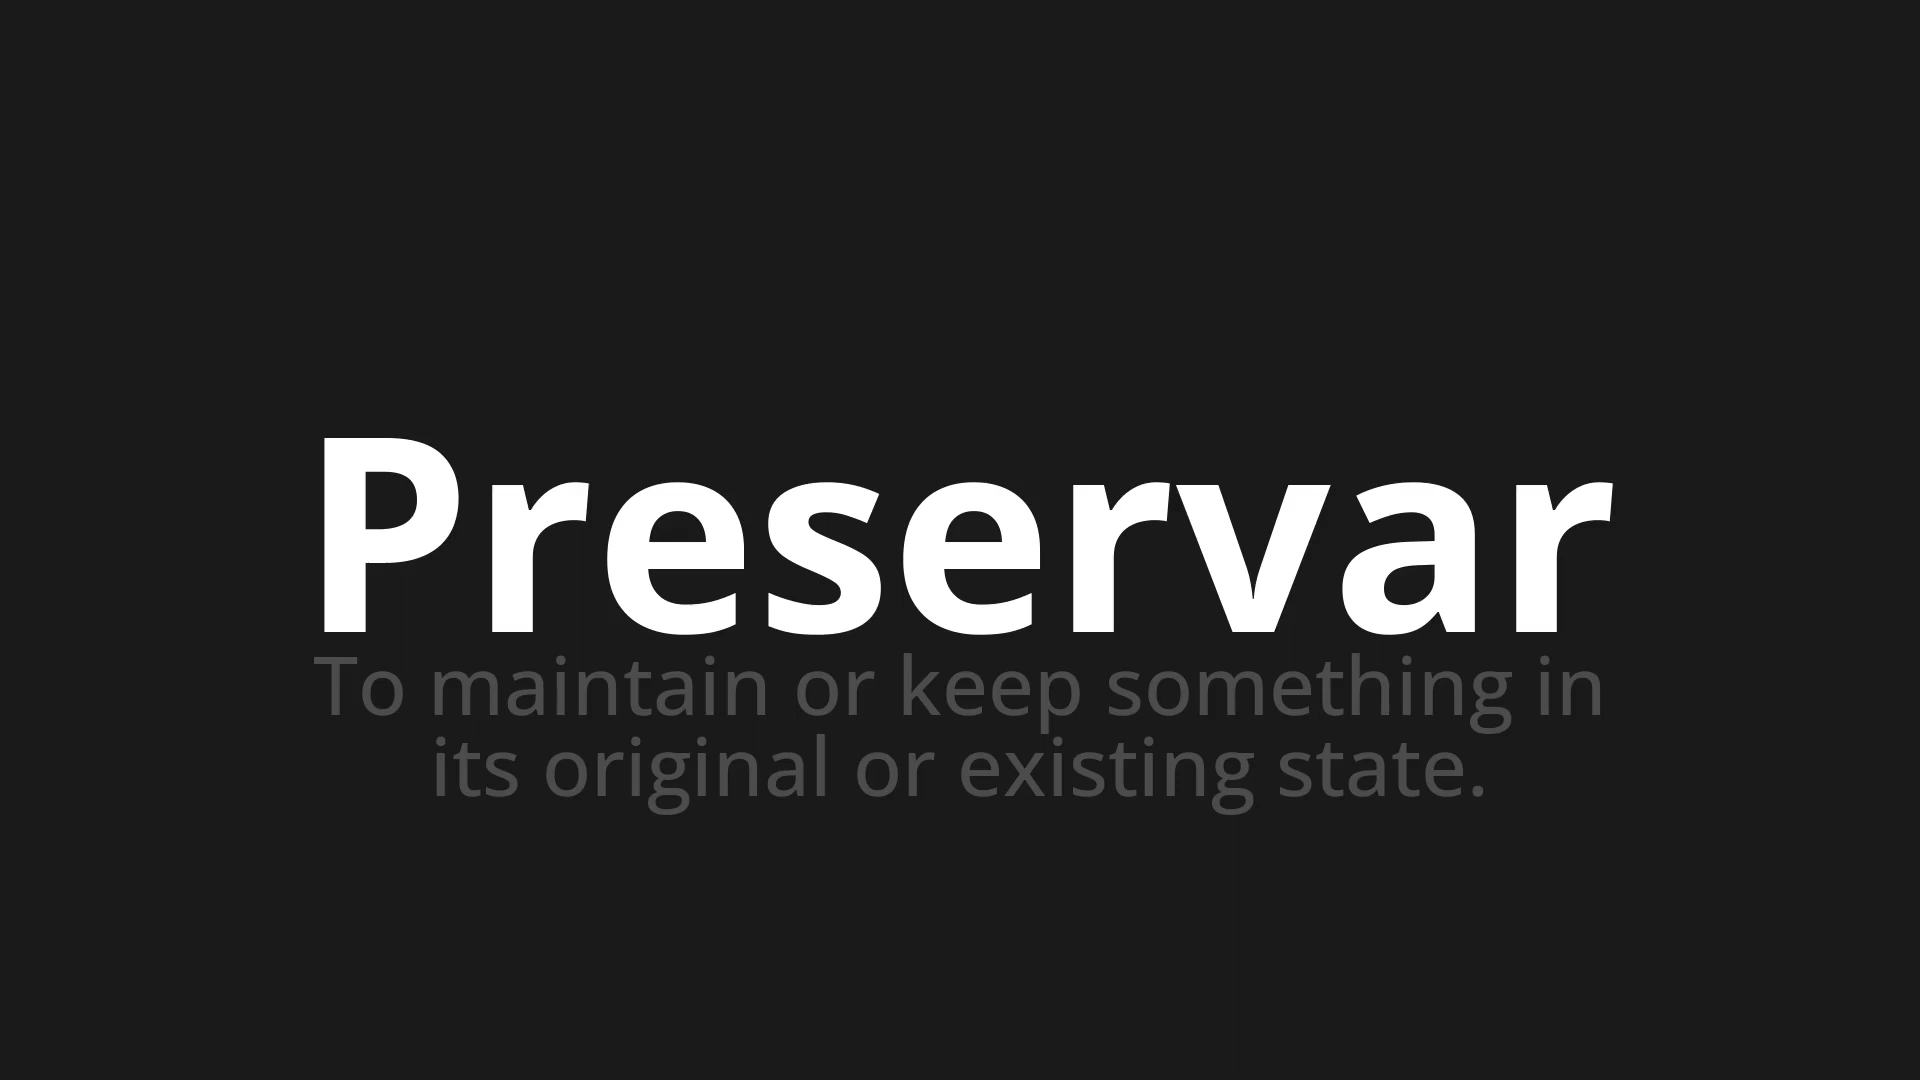 Preservar
To maintain or keep something in
its original or existing state.